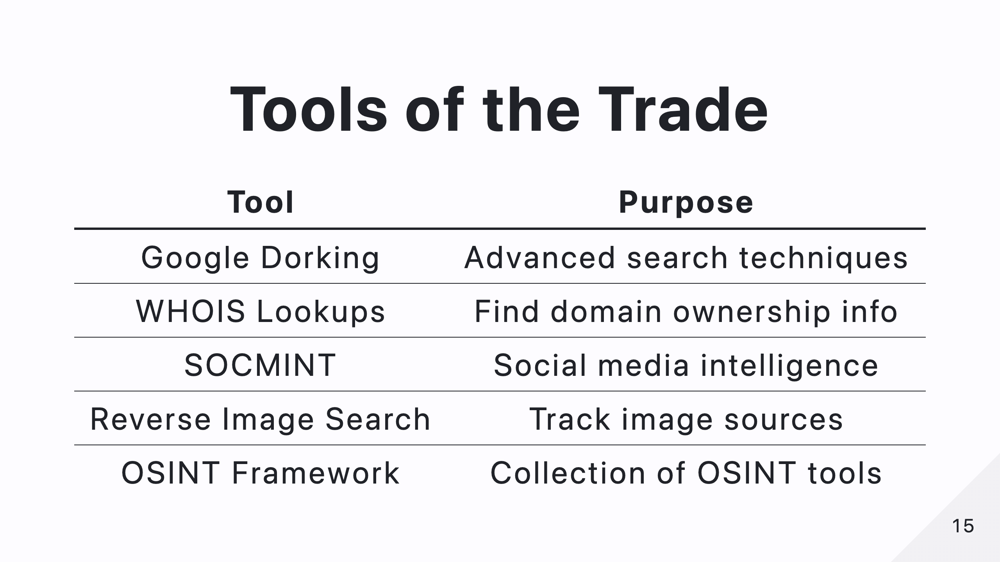 Tools of the Trade
Tool Purpose
Google Dorking Advanced search techniques
WHOIS Lookups Find domain ownership info
SOCMINT Social media intelligence
Reverse Image Search Track image sources
OSINT Framework Collection of OSINT tools
15